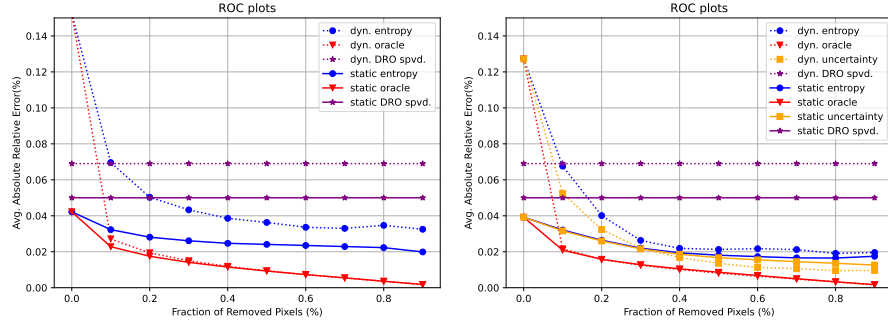 ROC plots
Avg. Absolute Relative Error(%)
0.14
0.12
0.10
0.08
0.06
0.04
0.02
0.00
0.0 0.2 0.4 0.6 0.8
Fraction of Removed Pixels (%)
dyn. entropy
dyn. oracle
dyn. DRO spvd.
static entropy
static oracle
static DRO spvd.
ROC plots
Avg. Absolute Relative Error(%)
0.14
0.12
0.10
0.08
0.06
0.04
0.02
0.00
0.0 0.2 0.4 0.6 0.8
Fraction of Removed Pixels (%)
dyn. entropy
dyn. oracle
dyn. uncertainty
dyn. DRO spvd.
static entropy
static oracle
static uncertainty
static DRO spvd.